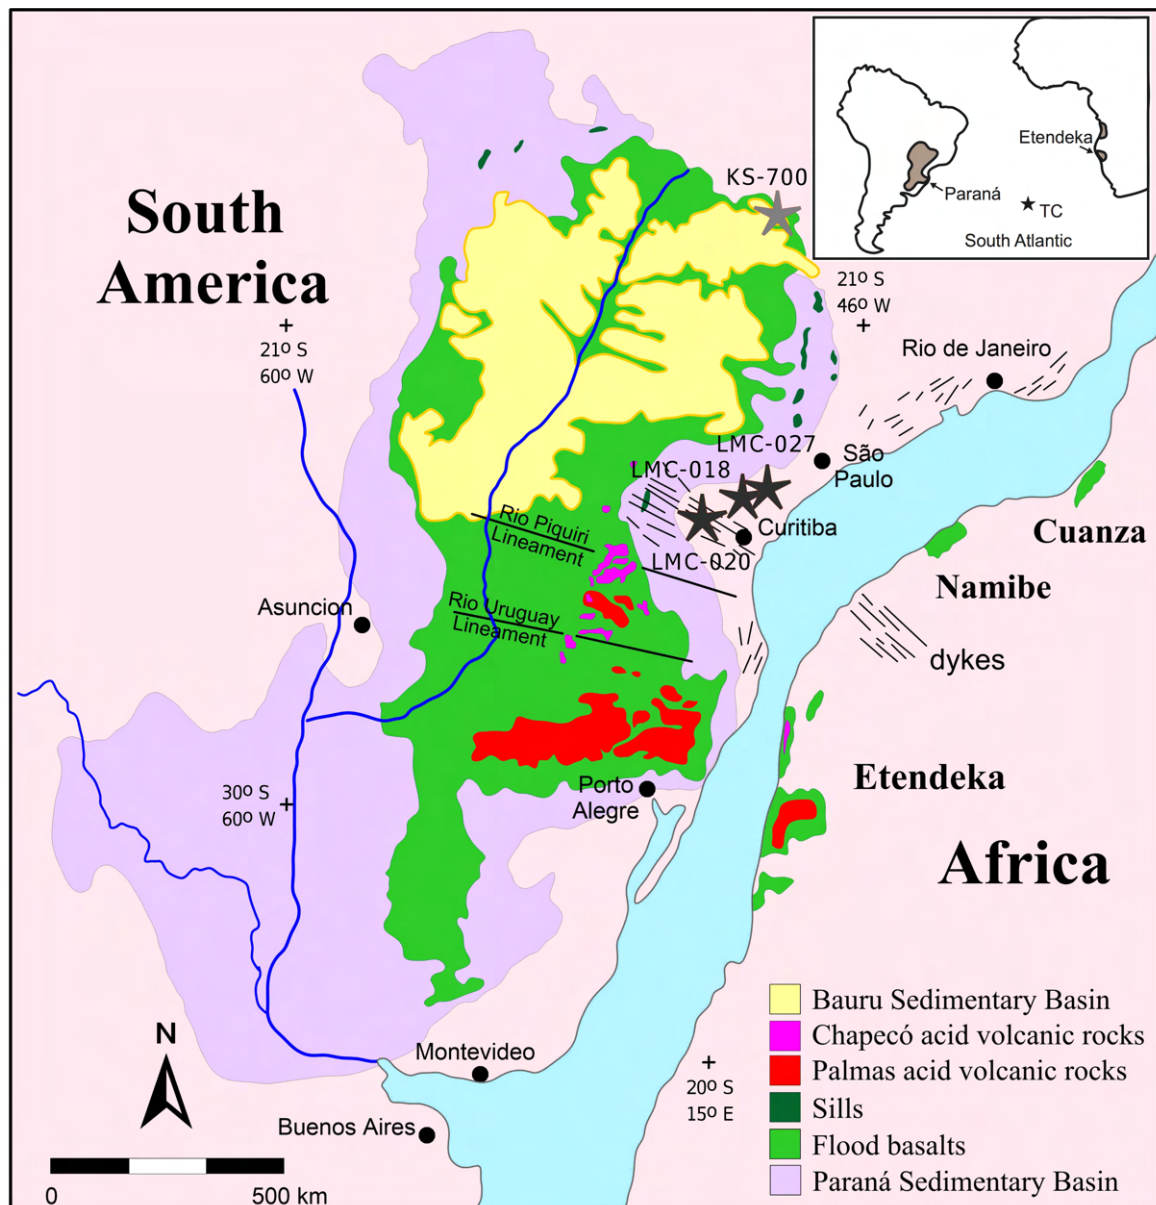 South
America
KS-700
Etendeka
Paraná
TC
South Atlantic
21o S
46o W
21o S
60o W
Rio de Janeiro
LMC-027
LMC-018
São
Paulo
Rio Piquiri
Lineament
Curitiba
LMC-020
Cuanza
Namibe
Asuncion
Rio Uruguay
Lineament
dykes
Etendeka
30o S
60o W
Porto
Alegre
Africa
Bauru Sedimentary Basin
Chapecó acid volcanic rocks
Palmas acid volcanic rocks
Sills
Flood basalts
Paraná Sedimentary Basin
N
Montevideo
20o S
15o E
Buenos Aires
0
500 km